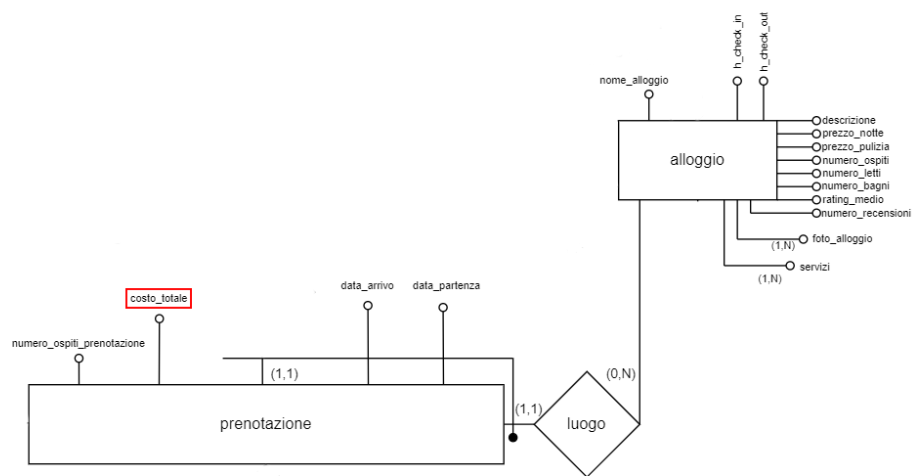 h_check_in
h_check_out
nome_alloggio
alloggio
descrizione
prezzo_notte
prezzo_pulizia
numero_ospiti
numero_letti
numero_bagni
rating_medio
numero_recensioni
(1,N)
foto_alloggio
(1,N)
servizi
costo_totale
data_arrivo
data_partenza
numero_ospiti_prenotazione
(1,1)
(0,N)
prenotazione
(1,1)
luogo